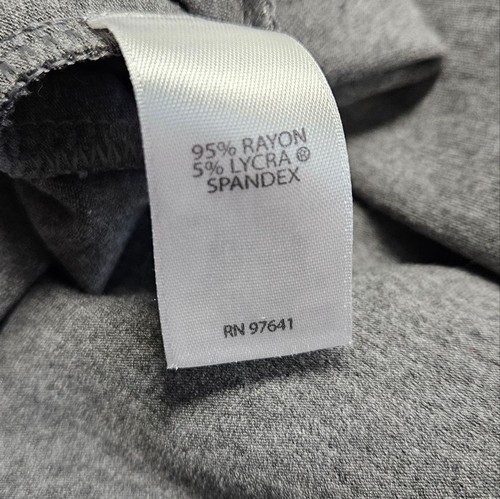 95% RAYON
5% LYCRA ®
SPANDEX
RN 97641